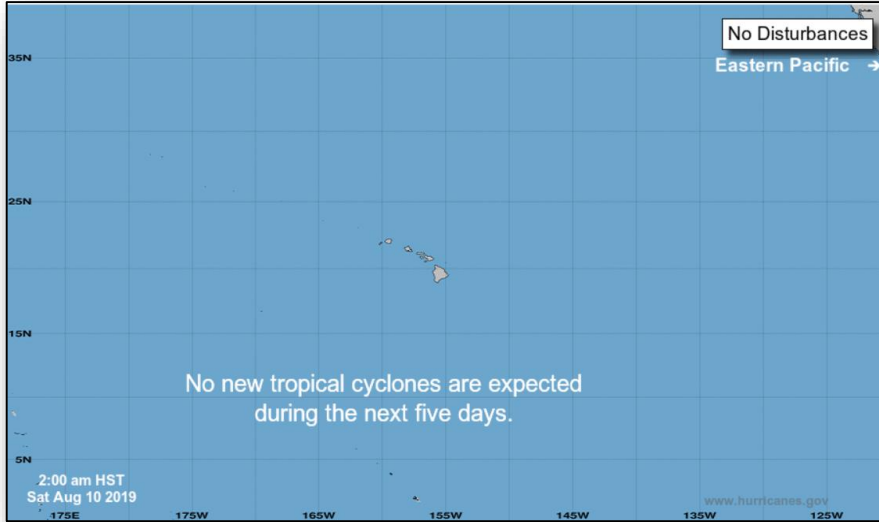 No Disturbances
Eastern Pacific →
35N
25N
15N
No new tropical cyclones are expected
during the next five days.
5N
2:00 am HST
Sat Aug 10 2019
www.hurricanes.gov
175E 175W 165W 155W 145W 135W 125W